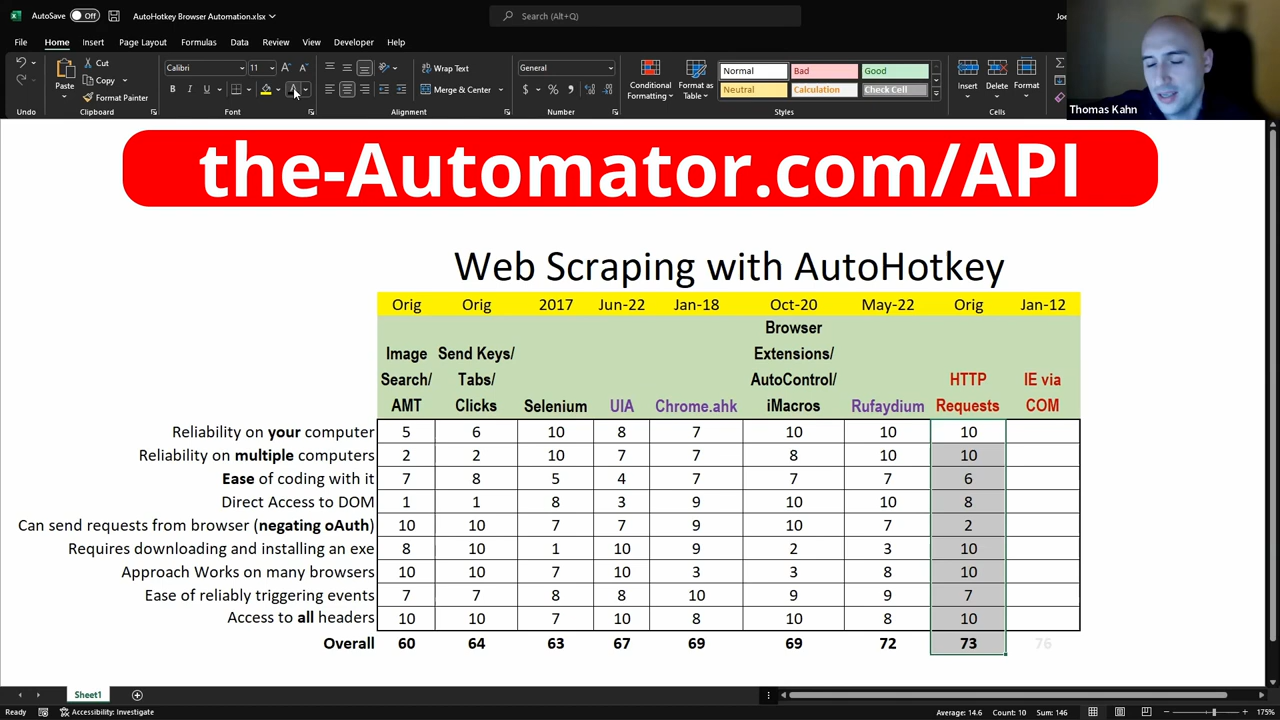 AutoSave Off AutoHotkey Browser Automation.xlsx Search (Alt+Q) Joe
File Home Insert Page Layout Formulas Data Review View Developer Help
Paste Cut Copy Format Painter
Calibri 11 B I U
Wrap Text Merge & Center
General $ %
Conditional Formatting Format as Table
Normal Bad Good
Neutral Calculation Check Cell
Insert Delete Format
Undo Clipboard Font Alignment Number Styles Cells
Thomas Kahn
the-Automator.com/API
Web Scraping with AutoHotkey
Orig Orig 2017 Jun-22 Jan-18 Oct-20 May-22 Orig Jan-12
Image Search/ AMT Send Keys/ Tabs/ Clicks Selenium UIA Chrome.ahk Browser Extensions/ AutoControl/ iMacros Rufaydium HTTP Requests IE via COM
Reliability on your computer 5 6 10 8 7 10 10 10
Reliability on multiple computers 2 2 10 7 7 8 10 10
Ease of coding with it 7 8 5 4 7 7 7 6
Direct Access to DOM 1 1 8 3 9 10 10 8
Can send requests from browser (negating oAuth) 10 10 7 7 9 10 7 2
Requires downloading and installing an exe 8 10 1 10 9 2 3 10
Approach Works on many browsers 10 10 7 10 3 3 8 10
Ease of reliably triggering events 7 7 8 8 10 9 9 7
Access to all headers 10 10 7 10 8 10 8 10
Overall 60 64 63 67 69 69 72 73 76
Sheet1
Ready Accessibility: Investigate Average: 14.6 Count: 10 Sum: 146 175%